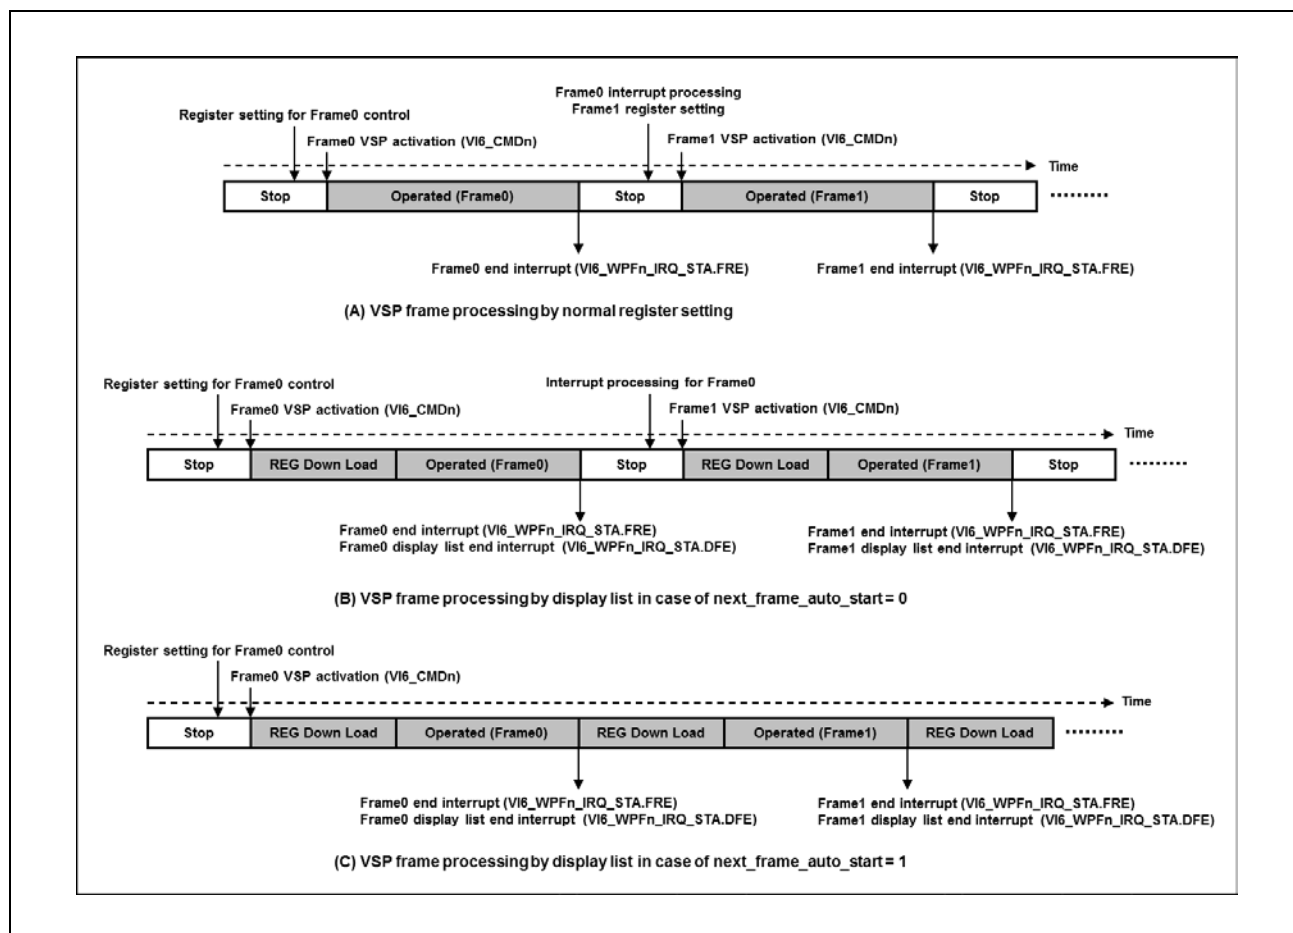 Frame0 interrupt processing
Frame1 register setting
Register setting for Frame0 control
Frame0 VSP activation (VI6_CMDn)
Frame1 VSP activation (VI6_CMDn)
Time
Stop
Operated (Frame0)
Stop
Operated (Frame1)
Stop
Frame0 end interrupt (VI6_WPFn_IRQ_STA.FRE)
Frame1 end interrupt (VI6_WPFn_IRQ_STA.FRE)
(A) VSP frame processing by normal register setting
Register setting for Frame0 control
Interrupt processing for Frame0
Frame0 VSP activation (VI6_CMDn)
Frame1 VSP activation (VI6_CMDn)
Time
Stop
REG Down Load
Operated (Frame0)
Stop
REG Down Load
Operated (Frame1)
Stop
Frame0 end interrupt (VI6_WPFn_IRQ_STA.FRE)
Frame0 display list end interrupt (VI6_WPFn_IRQ_STA.DFE)
Frame1 end interrupt (VI6_WPFn_IRQ_STA.FRE)
Frame1 display list end interrupt (VI6_WPFn_IRQ_STA.DFE)
(B) VSP frame processing by display list in case of next_frame_auto_start = 0
Register setting for Frame0 control
Frame0 VSP activation (VI6_CMDn)
Time
Stop
REG Down Load
Operated (Frame0)
REG Down Load
Operated (Frame1)
REG Down Load
Frame0 end interrupt (VI6_WPFn_IRQ_STA.FRE)
Frame0 display list end interrupt (VI6_WPFn_IRQ_STA.DFE)
Frame1 end interrupt (VI6_WPFn_IRQ_STA.FRE)
Frame1 display list end interrupt (VI6_WPFn_IRQ_STA.DFE)
(C) VSP frame processing by display list in case of next_frame_auto_start = 1